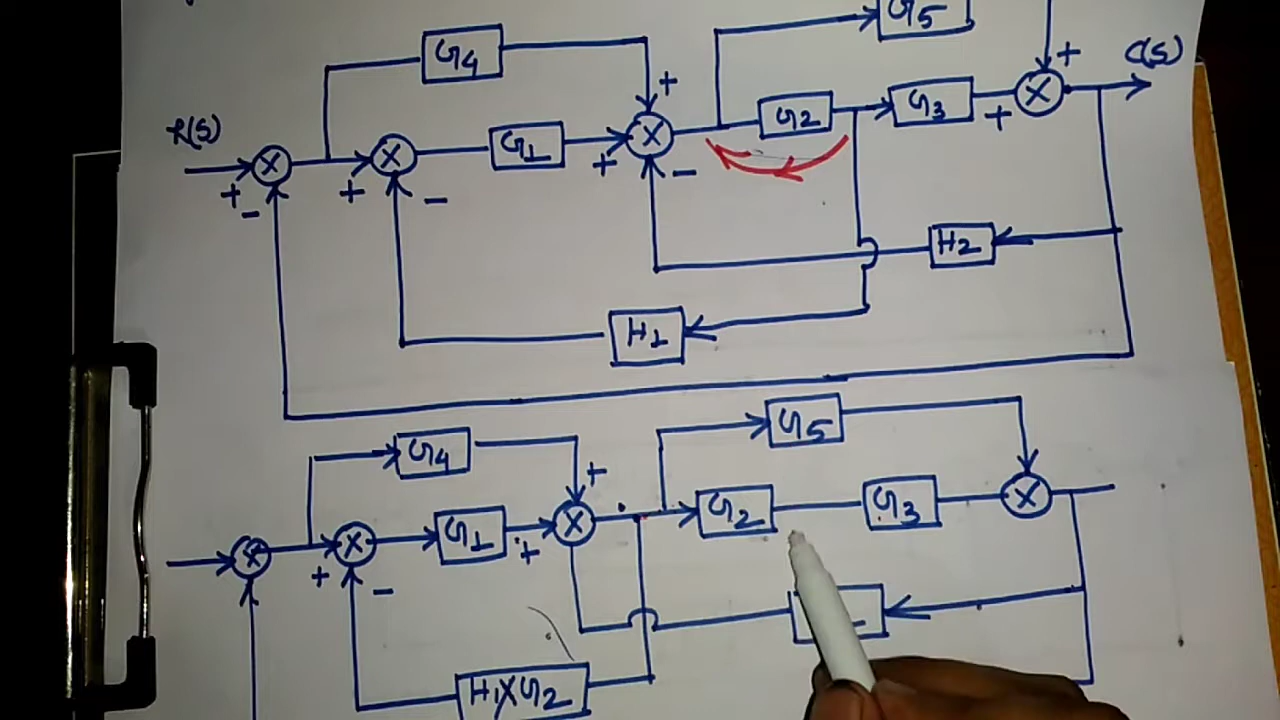 G5
G4
C(S)
+
+
R(S)
G1
G2
G3
+
+
-
+
-
+
-
H2
H1
G5
G4
+
G1
G2
G3
+
+
-
H1XG2